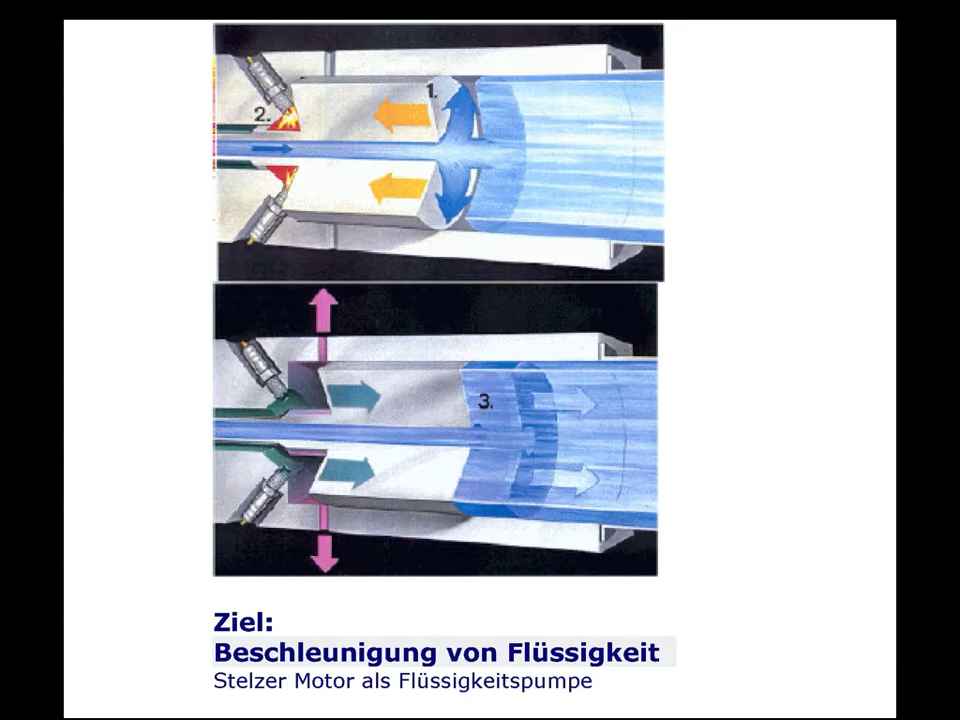 1.
2.
3.
Ziel:
Beschleunigung von Flüssigkeit
Stelzer Motor als Flüssigkeitspumpe